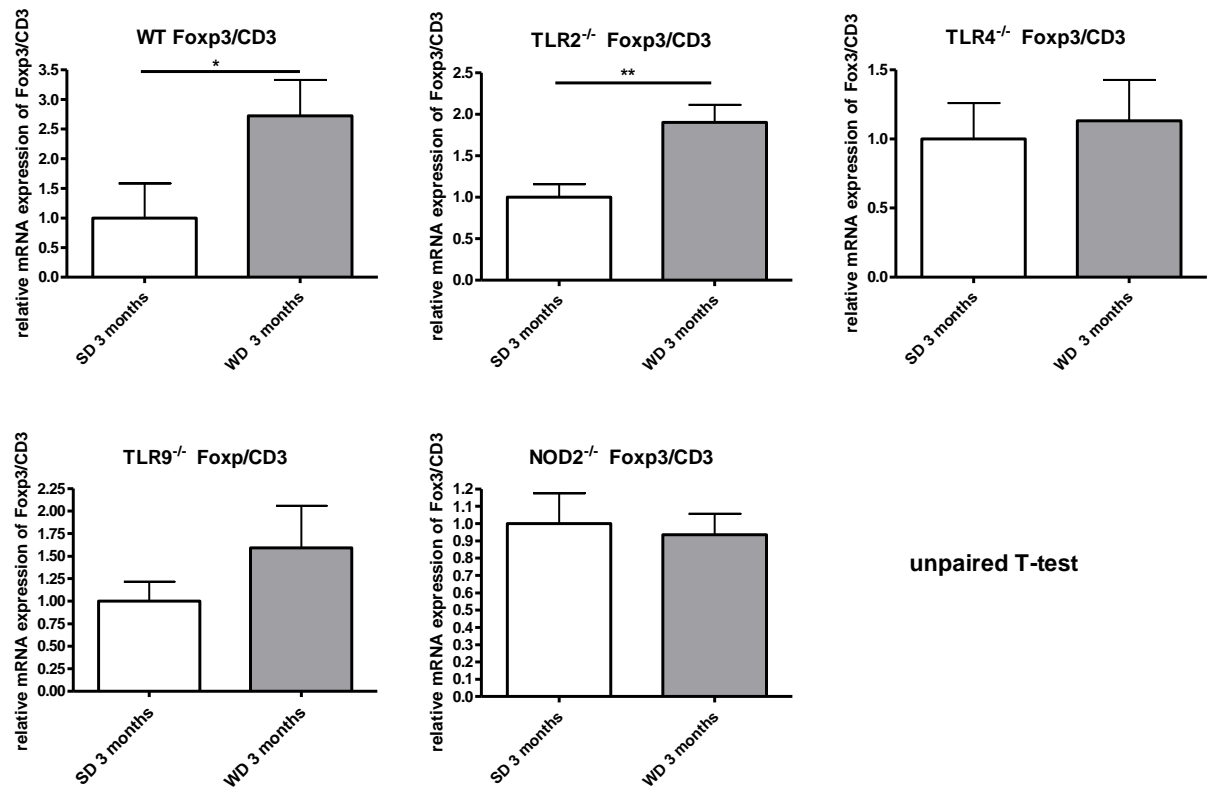 WT Foxp3/CD3
relative mRNA expression of Foxp3/CD3
3.5
3.0
2.5
2.0
1.5
1.0
0.5
0.0
*
SD 3 months
WD 3 months
TLR2-/- Foxp3/CD3
relative mRNA expression of Foxp3/CD3
2.5
2.0
1.5
1.0
0.5
0.0
**
SD 3 months
WD 3 months
TLR4-/- Foxp3/CD3
relative mRNA expression of Fox3/CD3
1.5
1.0
0.5
0.0
SD 3 months
WD 3 months
TLR9-/- Foxp/CD3
relative mRNA expression of Foxp3/CD3
2.25
2.00
1.75
1.50
1.25
1.00
0.75
0.50
0.25
0.00
SD 3 months
WD 3 months
NOD2-/- Foxp3/CD3
relative mRNA expression of Fox3/CD3
1.2
1.1
1.0
0.9
0.8
0.7
0.6
0.5
0.4
0.3
0.2
0.1
0.0
SD 3 months
WD 3 months
unpaired T-test